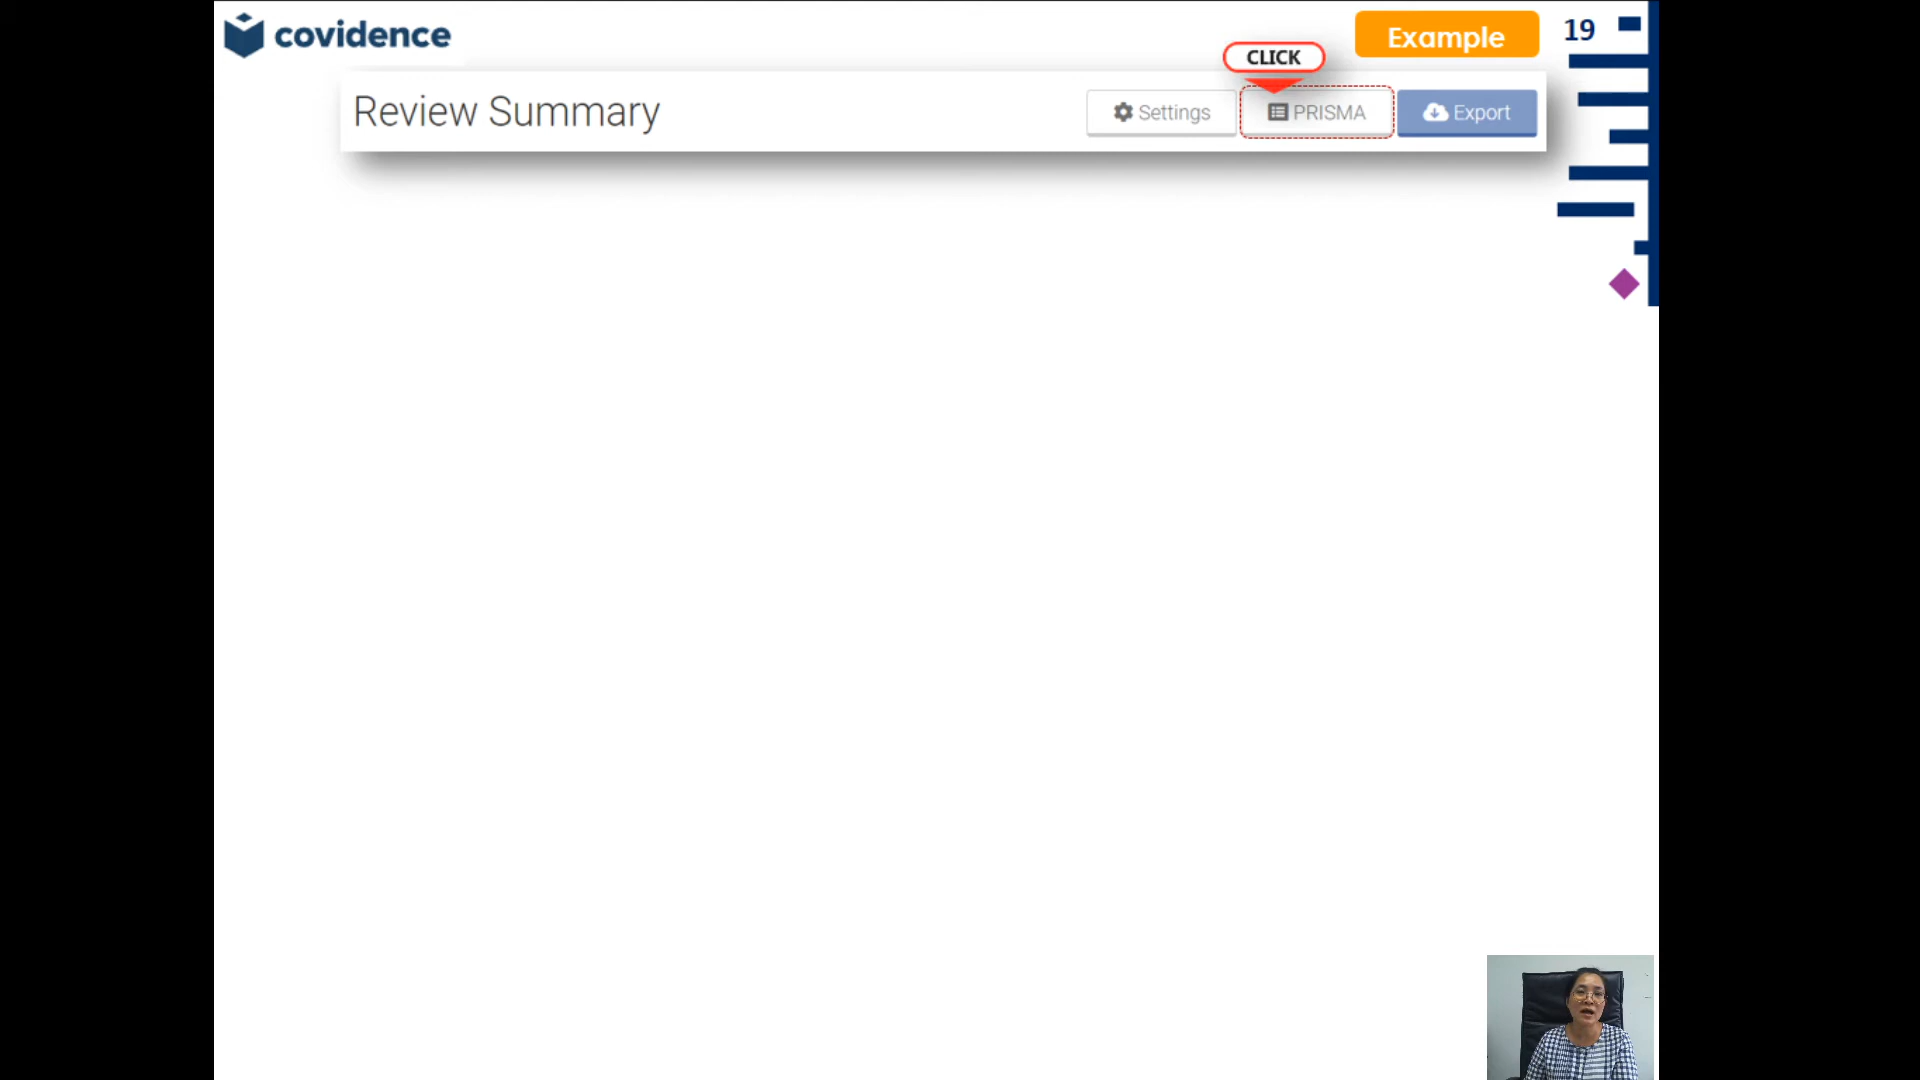 covidence
Example
19
CLICK
Review Summary
Settings
PRISMA
Export